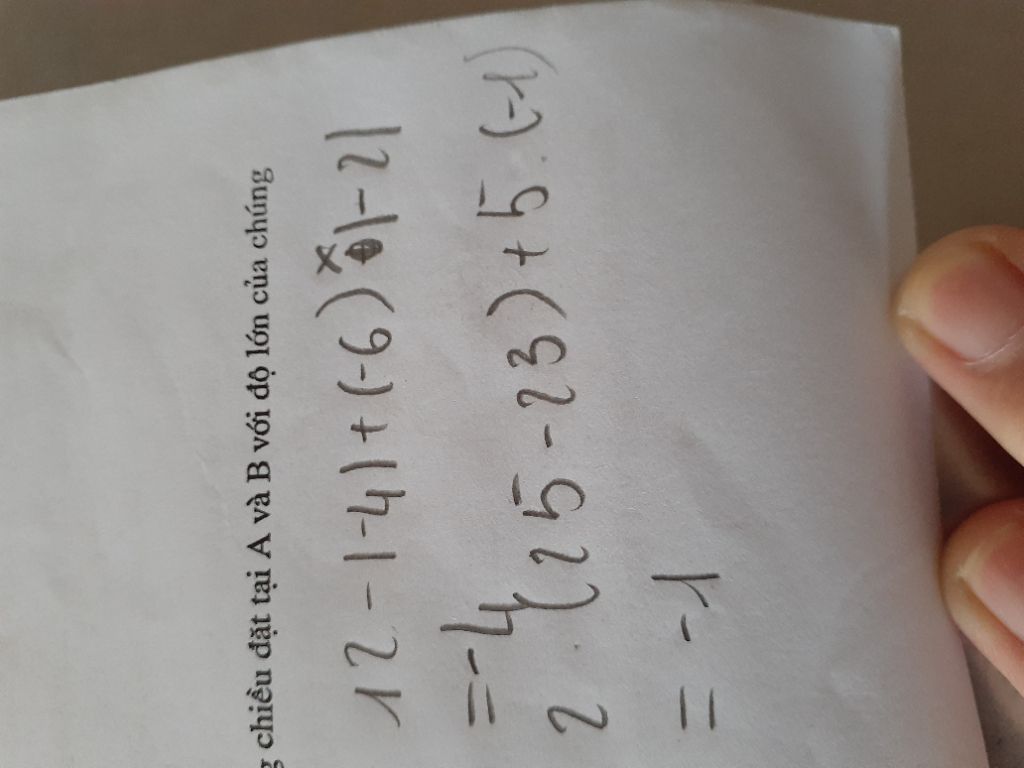 chiều đặt tại A và B với độ lớn của chúng
12 - |-4| + (-6) x |-2|
= -4
2 . (25 - 23) + 5 . (-1)
= -1